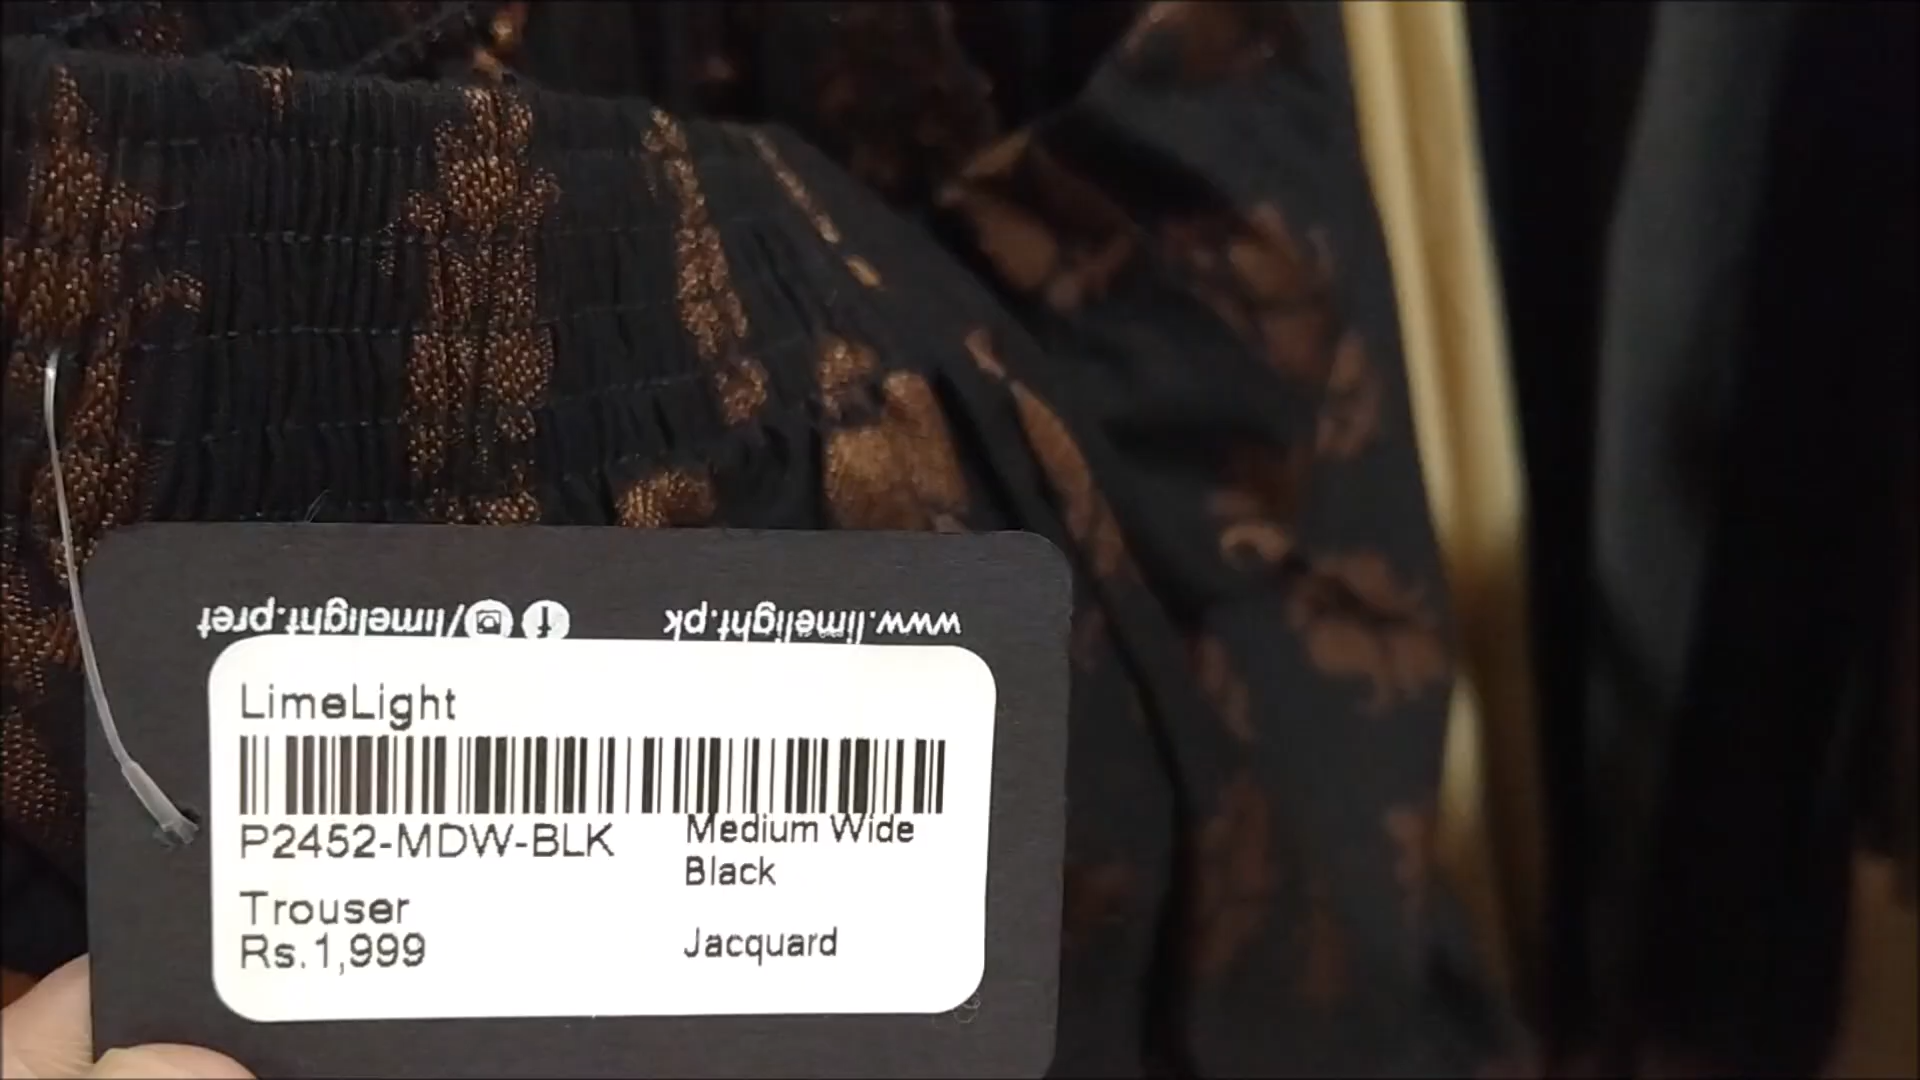 www.limelight.pk
/limelight.pret
LimeLight
P2452-MDW-BLK
Medium Wide
Black
Trouser
Rs.1,999
Jacquard